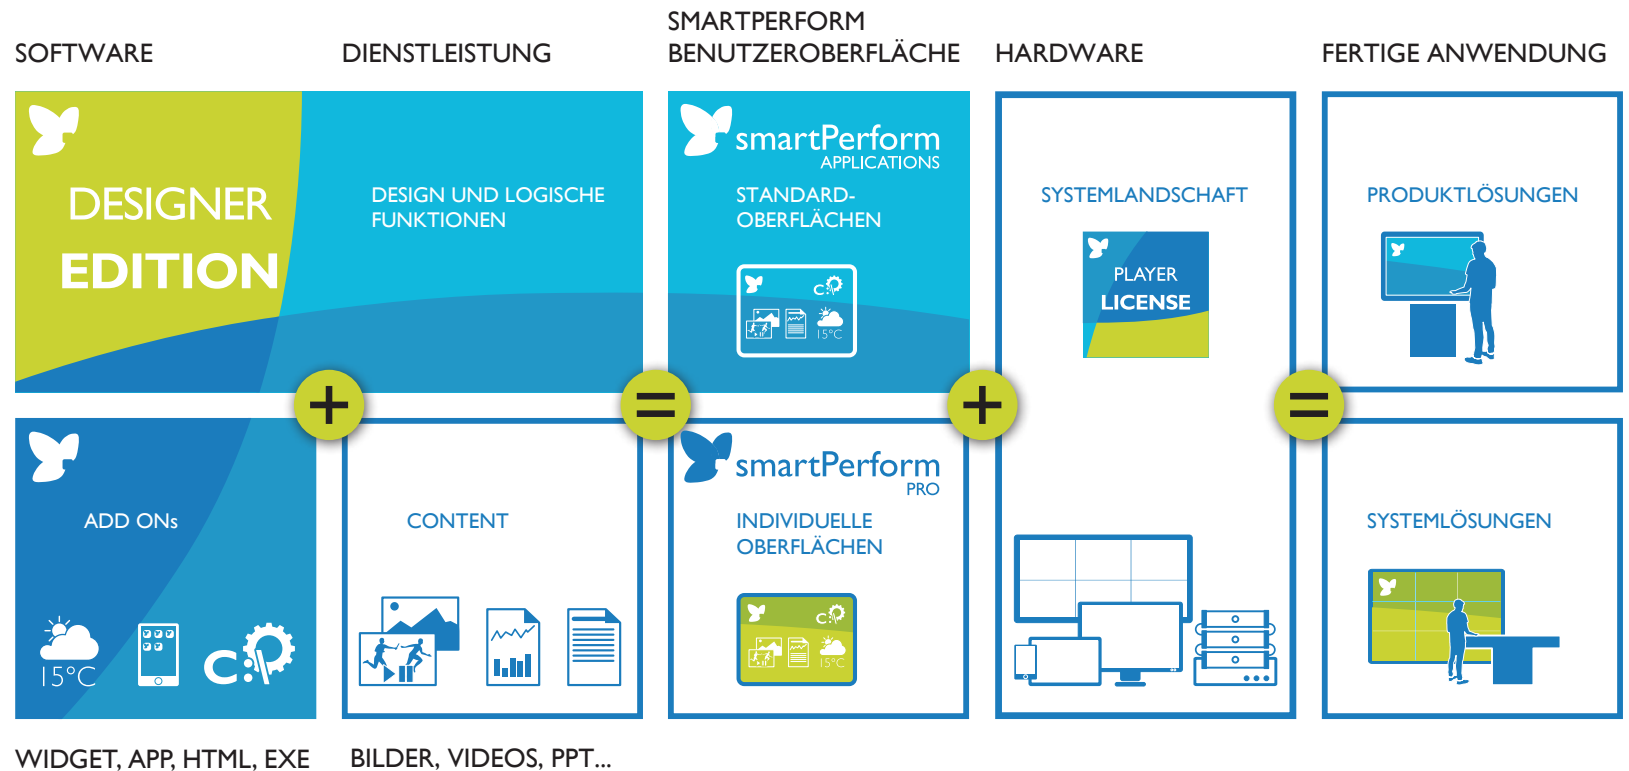 SOFTWARE
DIENSTLEISTUNG
SMARTPERFORM
BENUTZEROBERFLÄCHE
HARDWARE
FERTIGE ANWENDUNG
DESIGNER
EDITION
DESIGN UND LOGISCHE
FUNKTIONEN
smartPerform
APPLICATIONS
STANDARD-
OBERFLÄCHEN
C:\
15°C
SYSTEMLANDSCHAFT
PLAYER
LICENSE
PRODUKTLÖSUNGEN
+
=
+
=
ADD ONs
15°C
C:\
CONTENT
smartPerform
PRO
INDIVIDUELLE
OBERFLÄCHEN
C:\
15°C
SYSTEMLÖSUNGEN
WIDGET, APP, HTML, EXE
BILDER, VIDEOS, PPT...